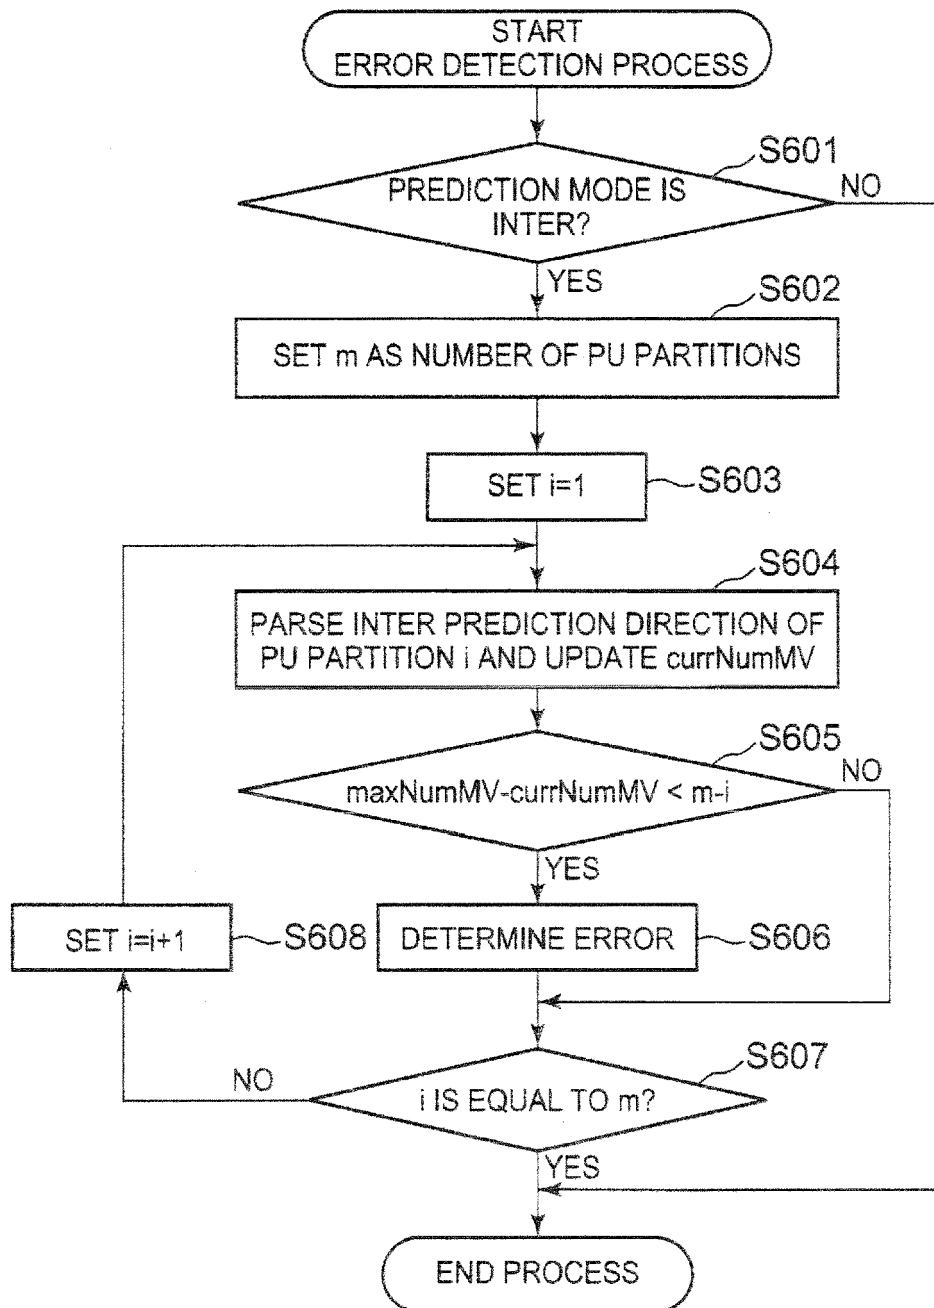 START
ERROR DETECTION PROCESS
S601
PREDICTION MODE IS
INTER?
NO
YES
S602
SET m AS NUMBER OF PU PARTITIONS
SET i=1
S603
S604
PARSE INTER PREDICTION DIRECTION OF
PU PARTITION i AND UPDATE currNumMV
S605
maxNumMV-currNumMV < m-i
NO
YES
SET i=i+1
S608
DETERMINE ERROR
S606
S607
NO
i IS EQUAL TO m?
YES
END PROCESS